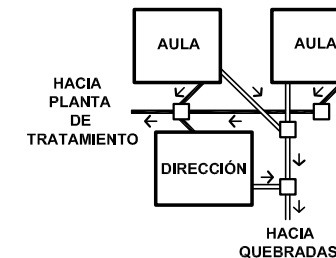 AULA
AULA
HACIA
PLANTA
DE
TRATAMIENTO
DIRECCIÓN
HACIA
QUEBRADAS